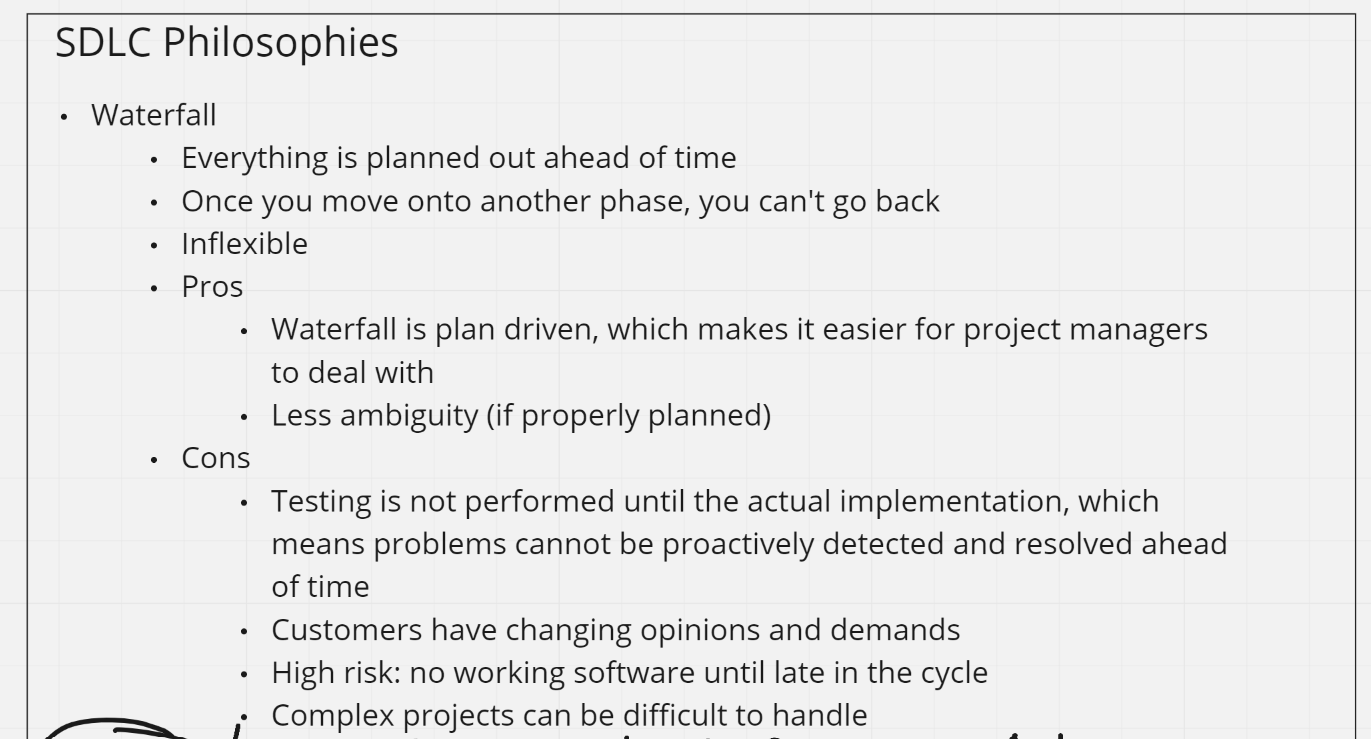 SDLC Philosophies
• Waterfall
• Everything is planned out ahead of time
• Once you move onto another phase, you can't go back
• Inflexible
• Pros
• Waterfall is plan driven, which makes it easier for project managers
to deal with
• Less ambiguity (if properly planned)
• Cons
• Testing is not performed until the actual implementation, which
means problems cannot be proactively detected and resolved ahead
of time
• Customers have changing opinions and demands
• High risk: no working software until late in the cycle
• Complex projects can be difficult to handle